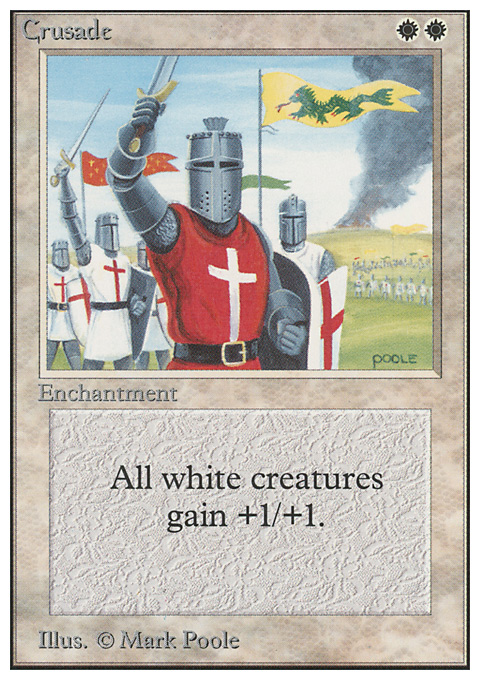 Crusade
POOLE
Enchantment
All white creatures
gain +1/+1.
Illus. © Mark Poole